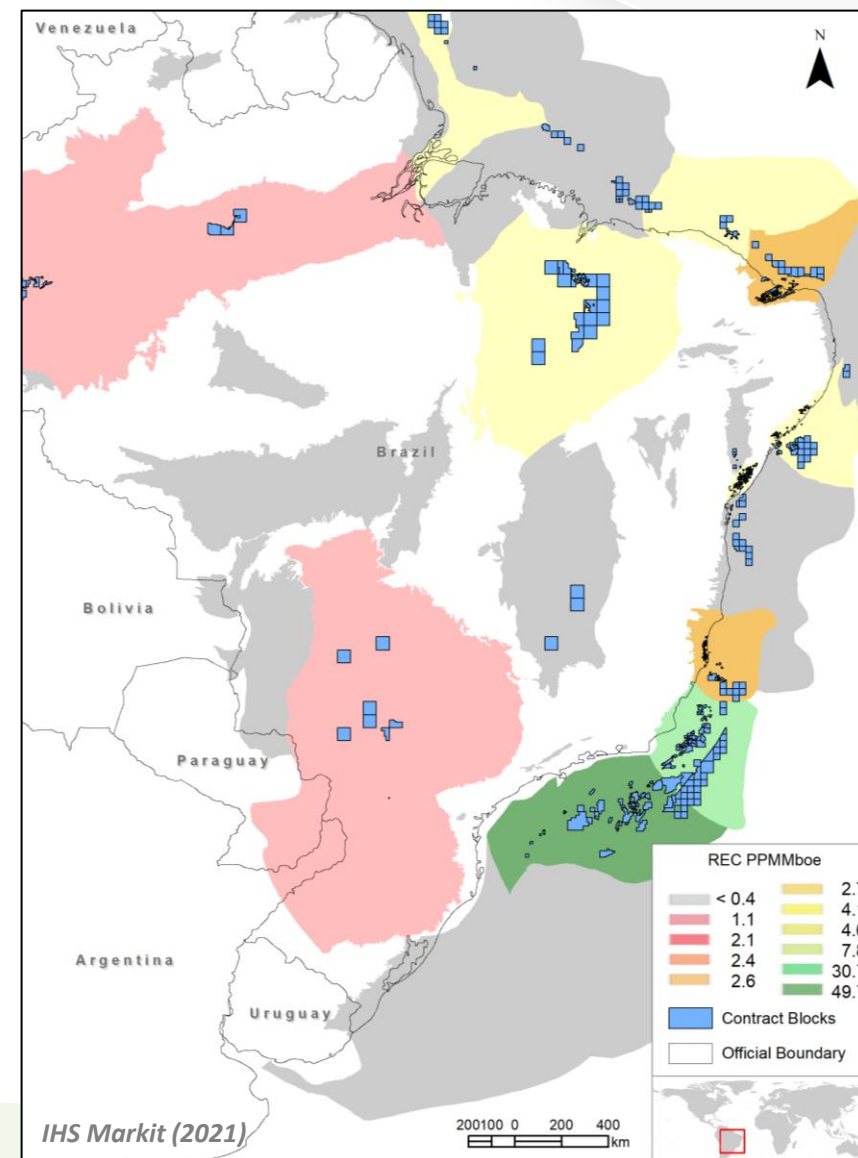 Venezuela
N
Brazil
Bolivia
Paraguay
Argentina
Uruguay
REC PPMMboe
< 0.4
1.1
2.1
2.4
2.6
Contract Blocks
Official Boundary
IHS Markit (2021)
200100 0 200 400
km